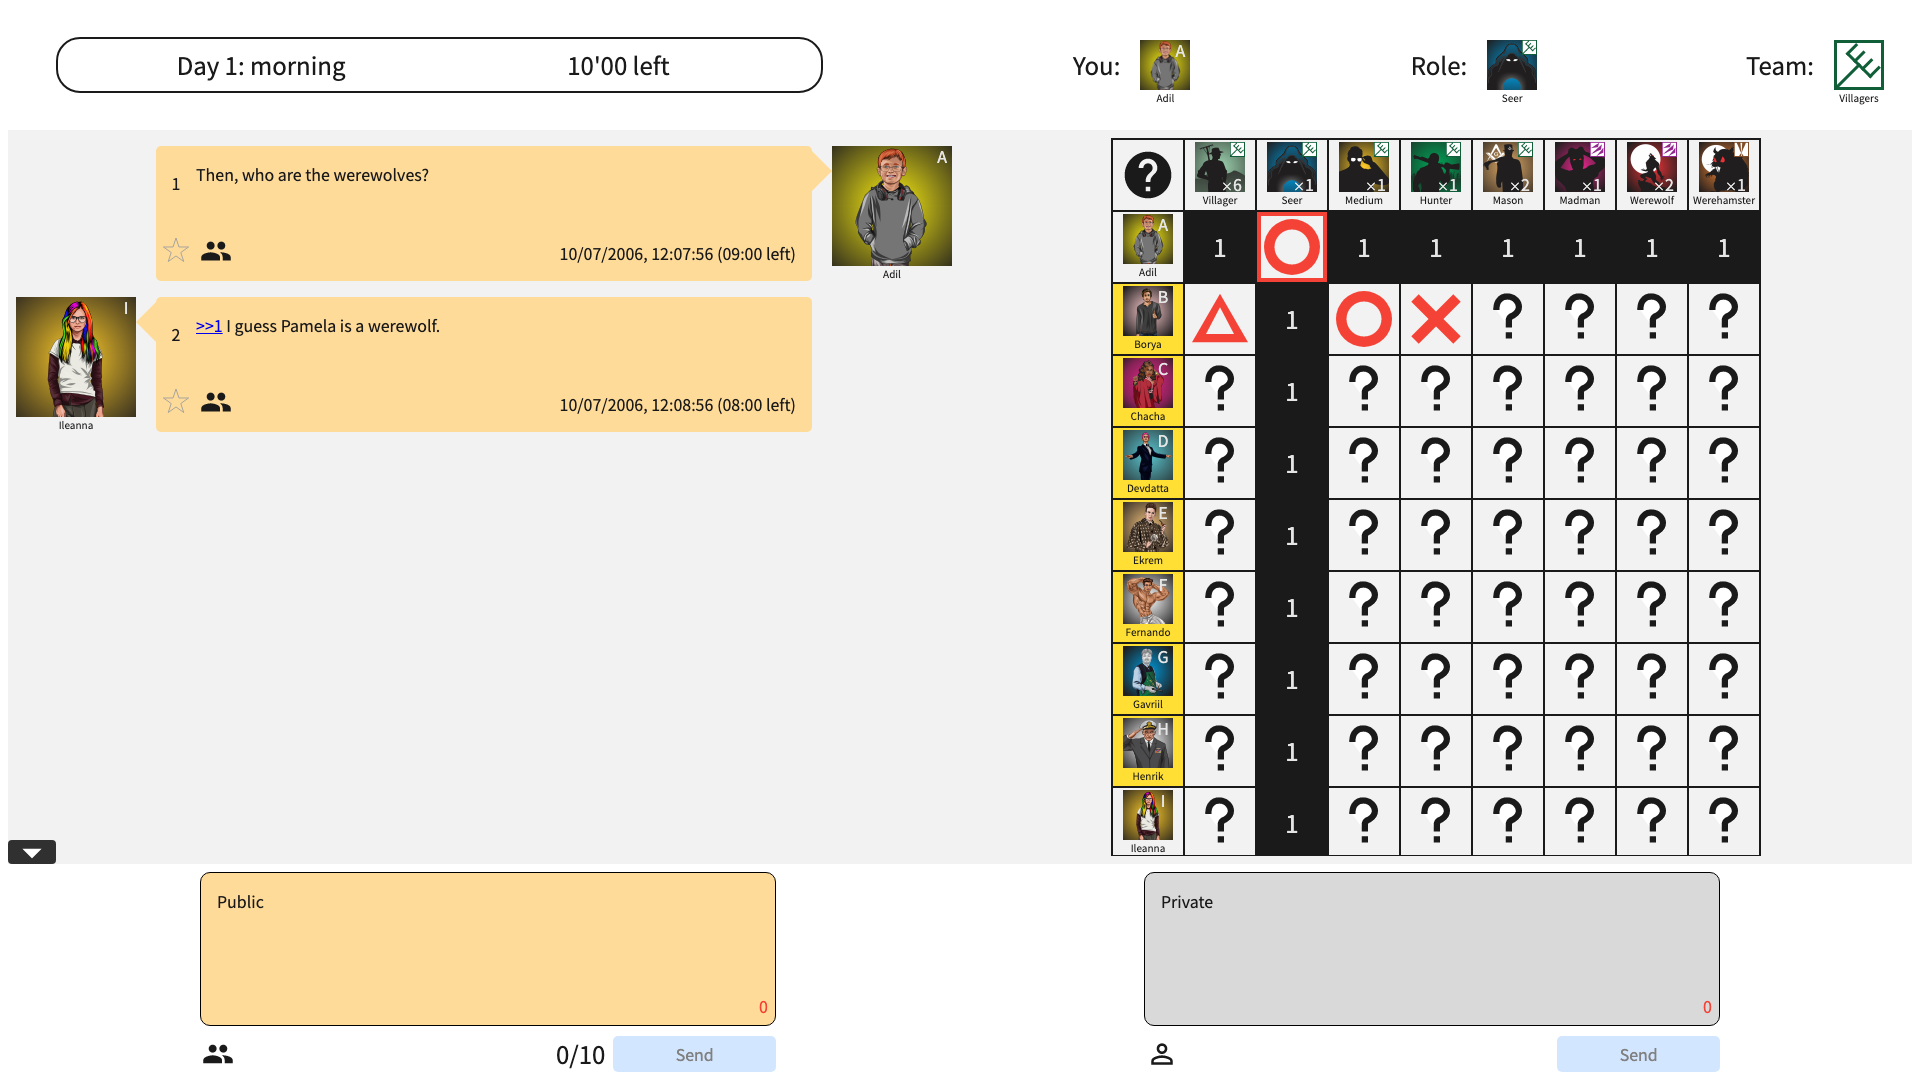 Day 1: morning 10'00 left
You: A Adil
Role: Seer
Team: Villagers
1 Then, who are the werewolves?
10/07/2006, 12:07:56 (09:00 left)
A
Adil
I
Ileanna
2 >>1 I guess Pamela is a werewolf.
10/07/2006, 12:08:56 (08:00 left)
? ×6 ×1 ×1 ×1 ×2 ×1 ×2 ×1
Villager Seer Medium Hunter Mason Madman Werewolf Werehamster
A Adil 1 1 1 1 1 1 1
B Borya 1 ? ? ? ?
C Chacha ? 1 ? ? ? ? ? ?
D Devdatta ? 1 ? ? ? ? ? ?
E Ekrem ? 1 ? ? ? ? ? ?
F Fernando ? 1 ? ? ? ? ? ?
G Gavriil ? 1 ? ? ? ? ? ?
H Henrik ? 1 ? ? ? ? ? ?
I Ileanna ? 1 ? ? ? ? ? ?
Public
0
0/10 Send
Private
0
Send